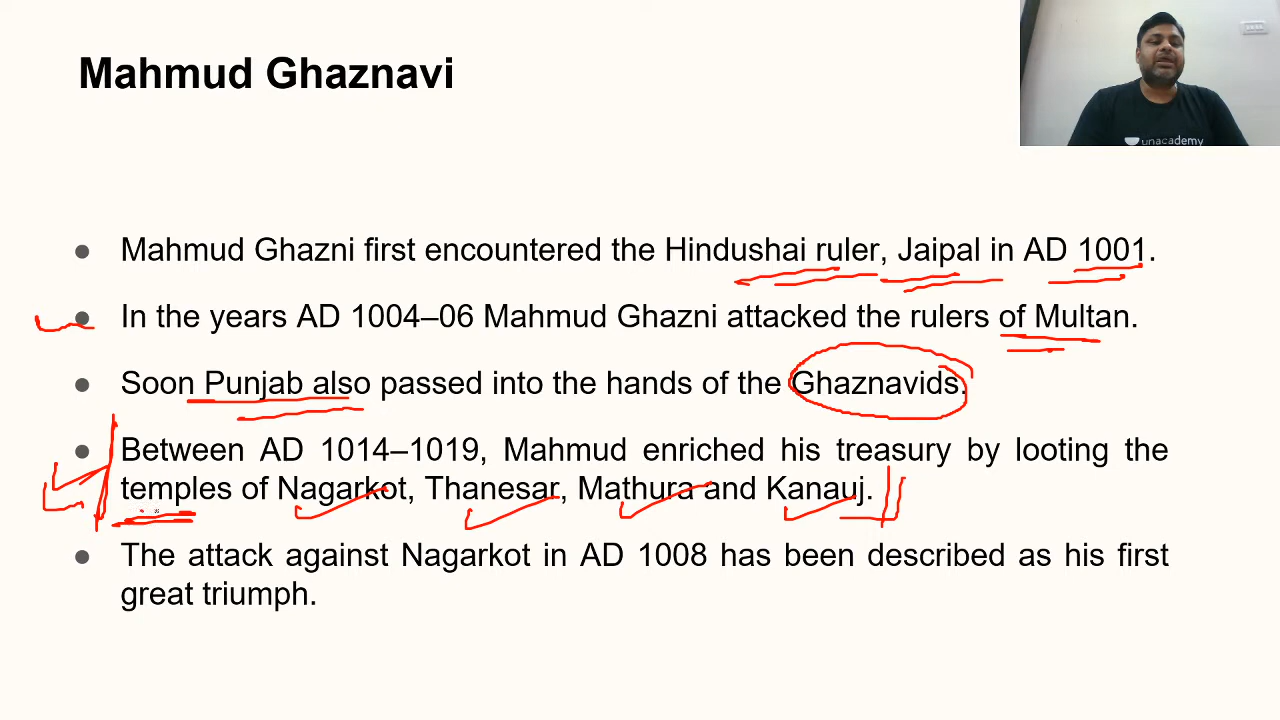 Mahmud Ghaznavi
unacademy
● Mahmud Ghazni first encountered the Hindushai ruler, Jaipal in AD 1001.
● In the years AD 1004–06 Mahmud Ghazni attacked the rulers of Multan.
● Soon Punjab also passed into the hands of the Ghaznavids.
● Between AD 1014–1019, Mahmud enriched his treasury by looting the
temples of Nagarkot, Thanesar, Mathura and Kanauj.
● The attack against Nagarkot in AD 1008 has been described as his first
great triumph.